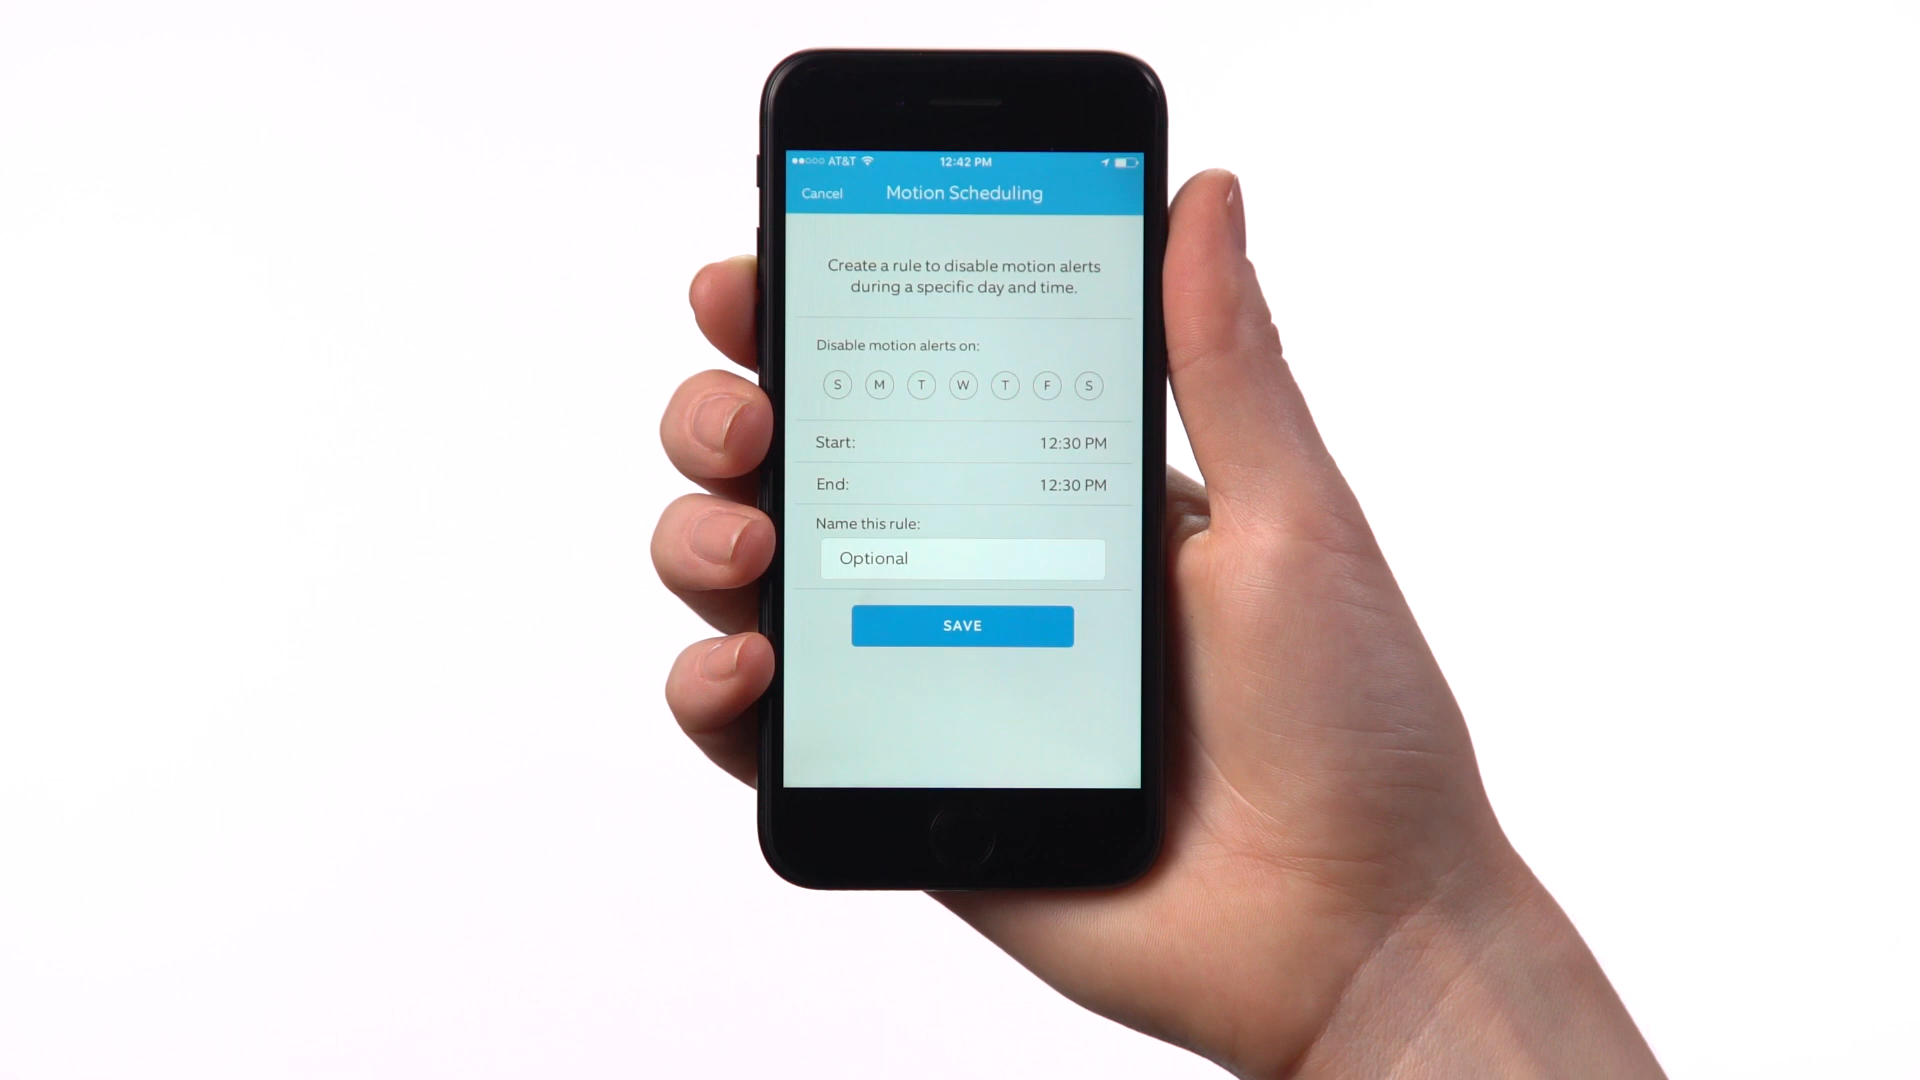 AT&T 12:42 PM
Cancel Motion Scheduling
Create a rule to disable motion alerts
during a specific day and time.
Disable motion alerts on:
S M T W T F S
Start: 12:30 PM
End: 12:30 PM
Name this rule:
Optional
SAVE